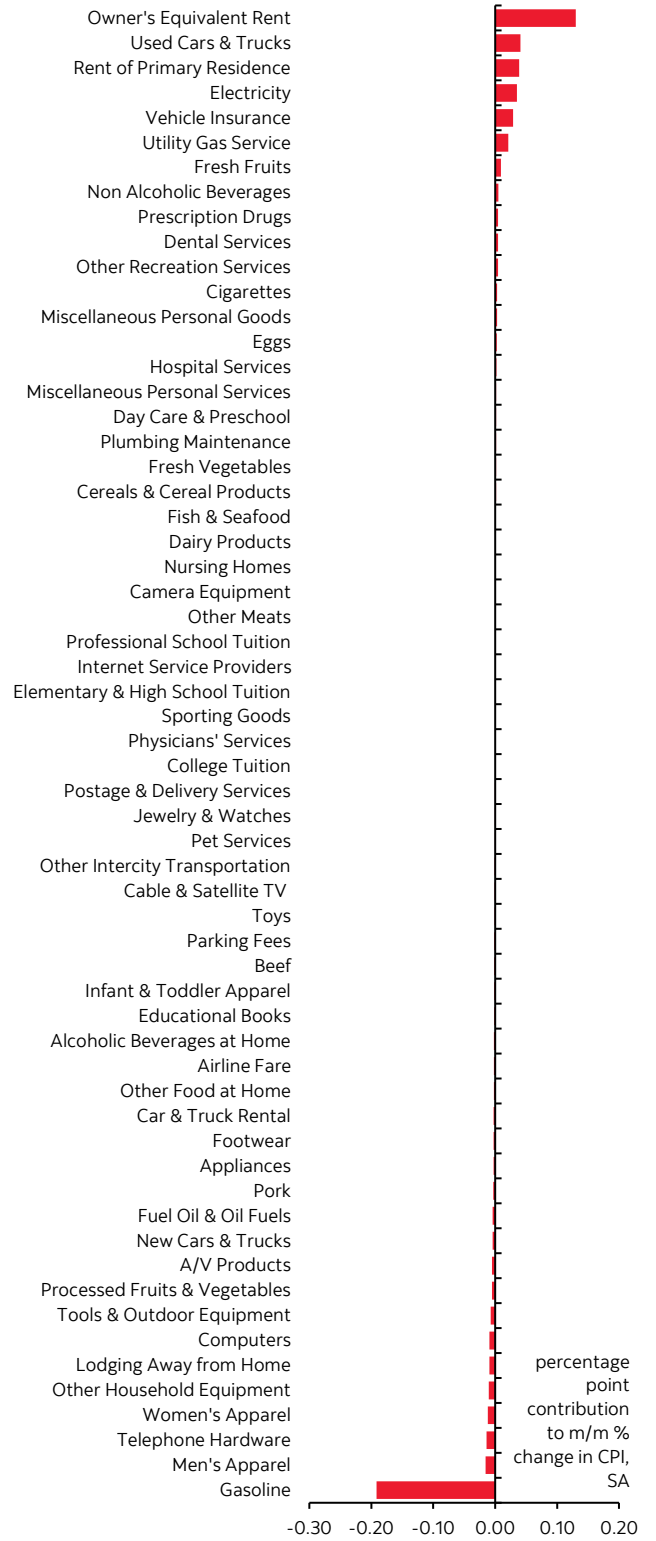 Owner's Equivalent Rent
Used Cars & Trucks
Rent of Primary Residence
Electricity
Vehicle Insurance
Utility Gas Service
Fresh Fruits
Non Alcoholic Beverages
Prescription Drugs
Dental Services
Other Recreation Services
Cigarettes
Miscellaneous Personal Goods
Eggs
Hospital Services
Miscellaneous Personal Services
Day Care & Preschool
Plumbing Maintenance
Fresh Vegetables
Cereals & Cereal Products
Fish & Seafood
Dairy Products
Nursing Homes
Camera Equipment
Other Meats
Professional School Tuition
Internet Service Providers
Elementary & High School Tuition
Sporting Goods
Physicians' Services
College Tuition
Postage & Delivery Services
Jewelry & Watches
Pet Services
Other Intercity Transportation
Cable & Satellite TV
Toys
Parking Fees
Beef
Infant & Toddler Apparel
Educational Books
Alcoholic Beverages at Home
Airline Fare
Other Food at Home
Car & Truck Rental
Footwear
Appliances
Pork
Fuel Oil & Oil Fuels
New Cars & Trucks
A/V Products
Processed Fruits & Vegetables
Tools & Outdoor Equipment
Computers
Lodging Away from Home
Other Household Equipment
Women's Apparel
Telephone Hardware
Men's Apparel
Gasoline
percentage
point
contribution
to m/m %
change in CPI,
SA
-0.30 -0.20 -0.10 0.00 0.10 0.20